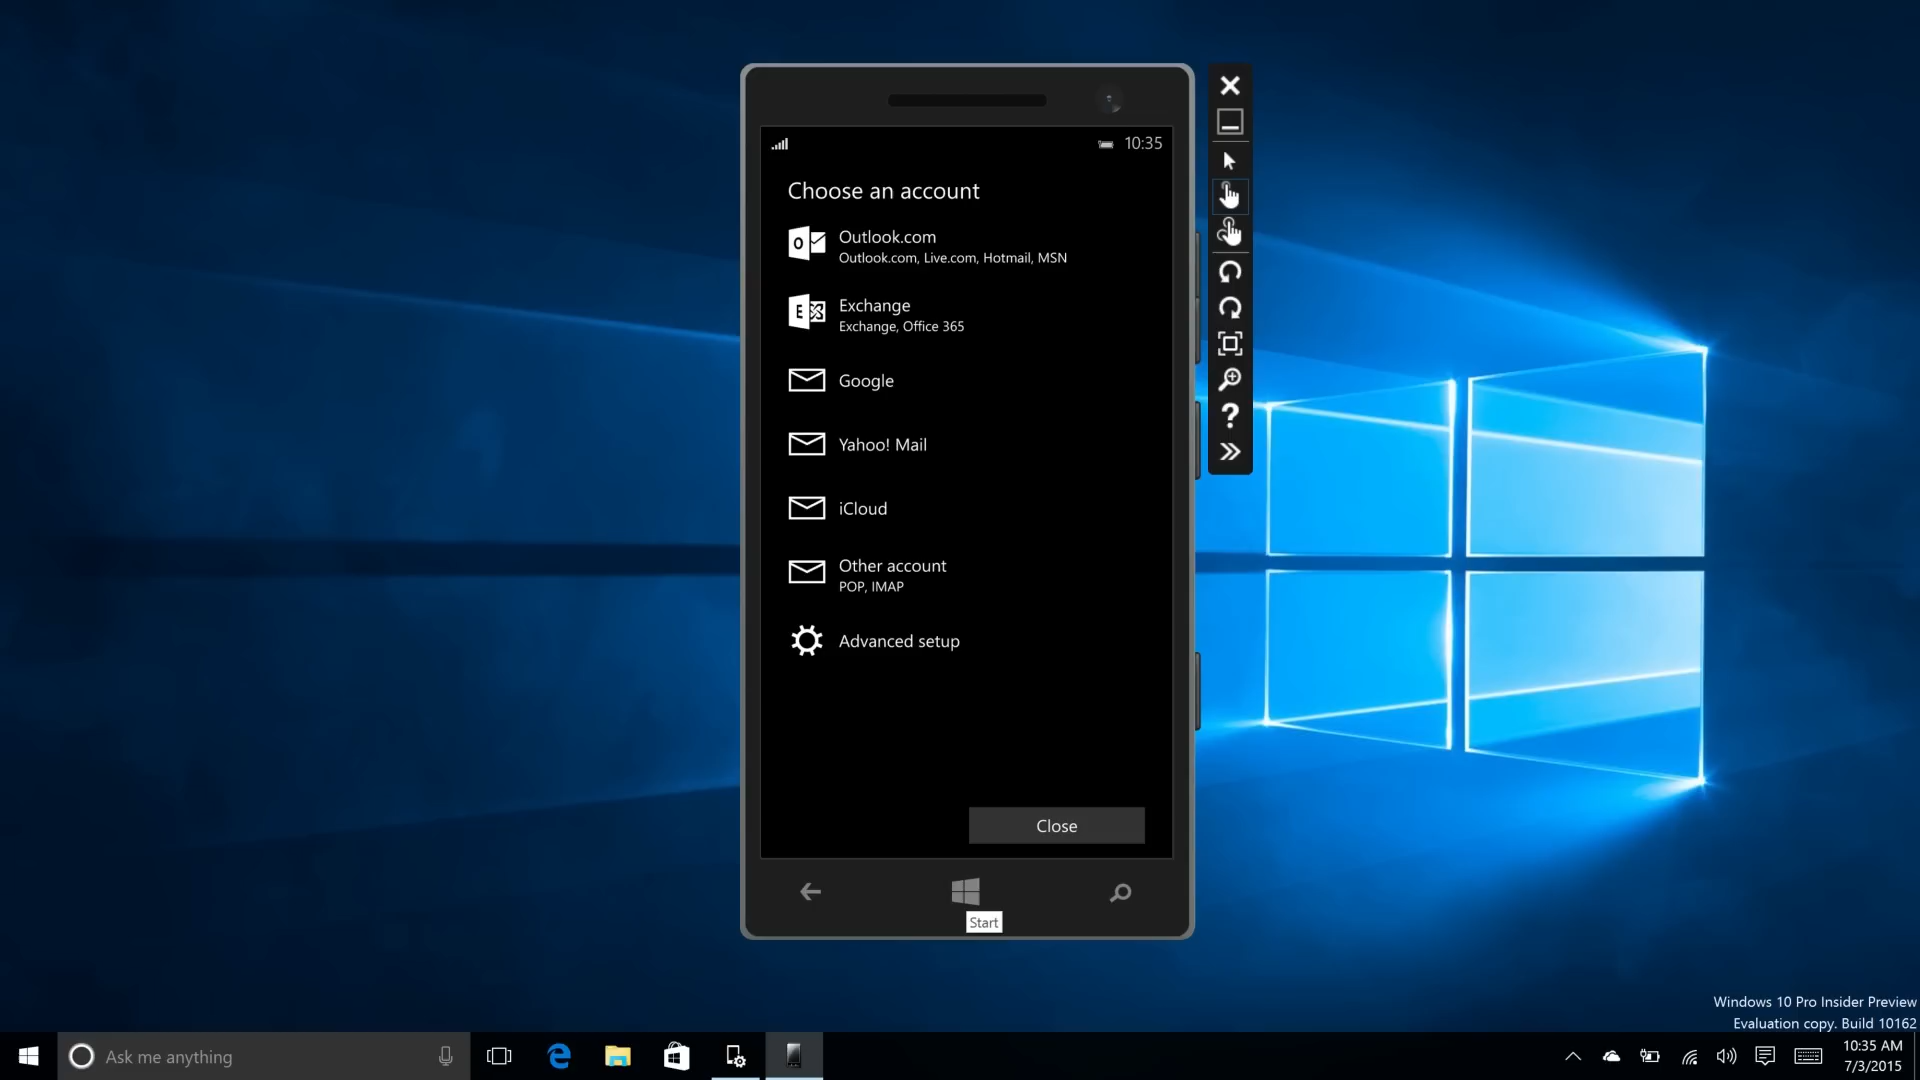 10:35
Choose an account
Outlook.com
Outlook.com, Live.com, Hotmail, MSN
Exchange
Exchange, Office 365
Google
Yahoo! Mail
iCloud
Other account
POP, IMAP
Advanced setup
Close
Start
Windows 10 Pro Insider Preview
Evaluation copy. Build 10162
Ask me anything
10:35 AM
7/3/2015